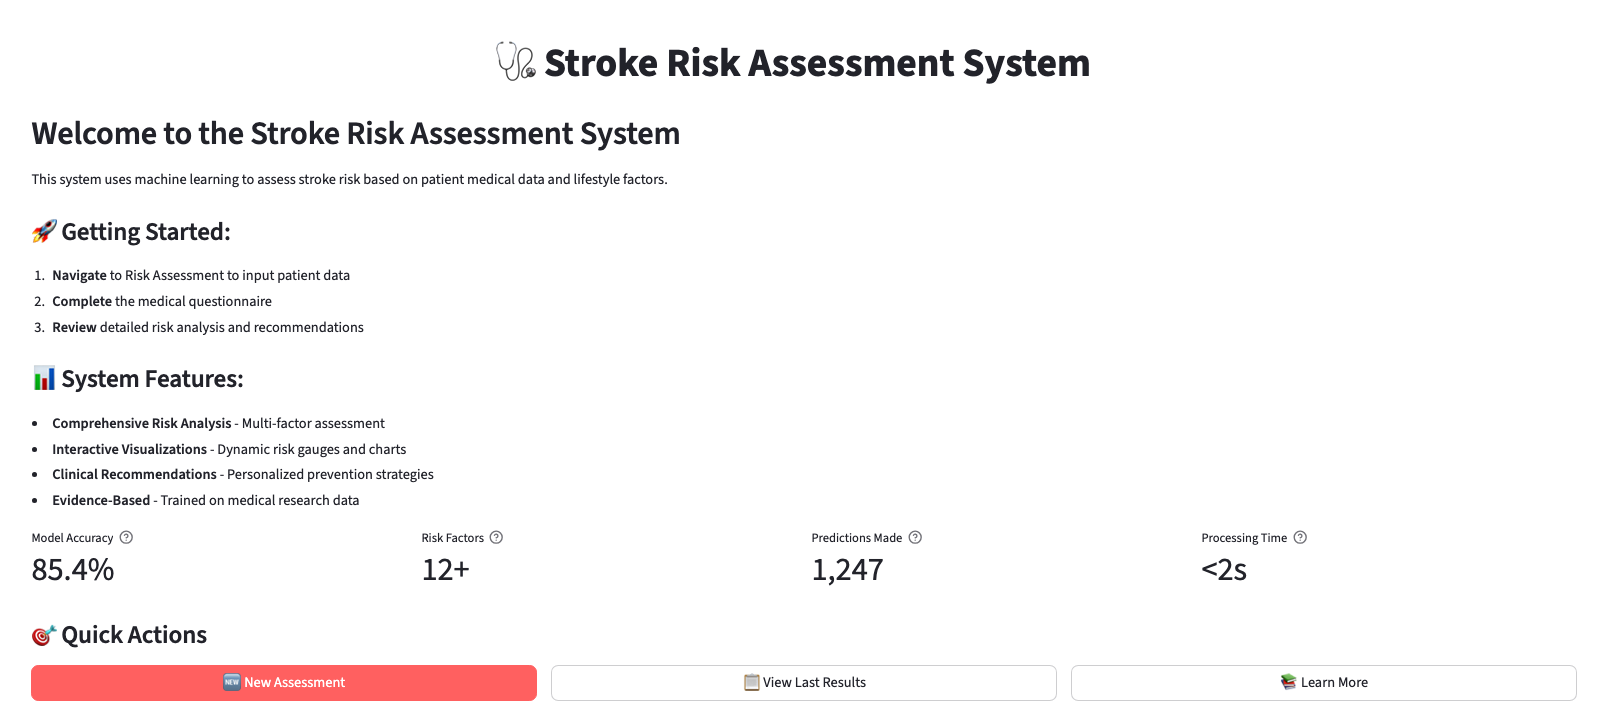 🩺 Stroke Risk Assessment System
Welcome to the Stroke Risk Assessment System
This system uses machine learning to assess stroke risk based on patient medical data and lifestyle factors.
🚀 Getting Started:
1. Navigate to Risk Assessment to input patient data
2. Complete the medical questionnaire
3. Review detailed risk analysis and recommendations
📊 System Features:
• Comprehensive Risk Analysis - Multi-factor assessment
• Interactive Visualizations - Dynamic risk gauges and charts
• Clinical Recommendations - Personalized prevention strategies
• Evidence-Based - Trained on medical research data
Model Accuracy ? Risk Factors ? Predictions Made ? Processing Time ?
85.4% 12+ 1,247 <2s
🎯 Quick Actions
🆕 New Assessment 📋 View Last Results 📚 Learn More